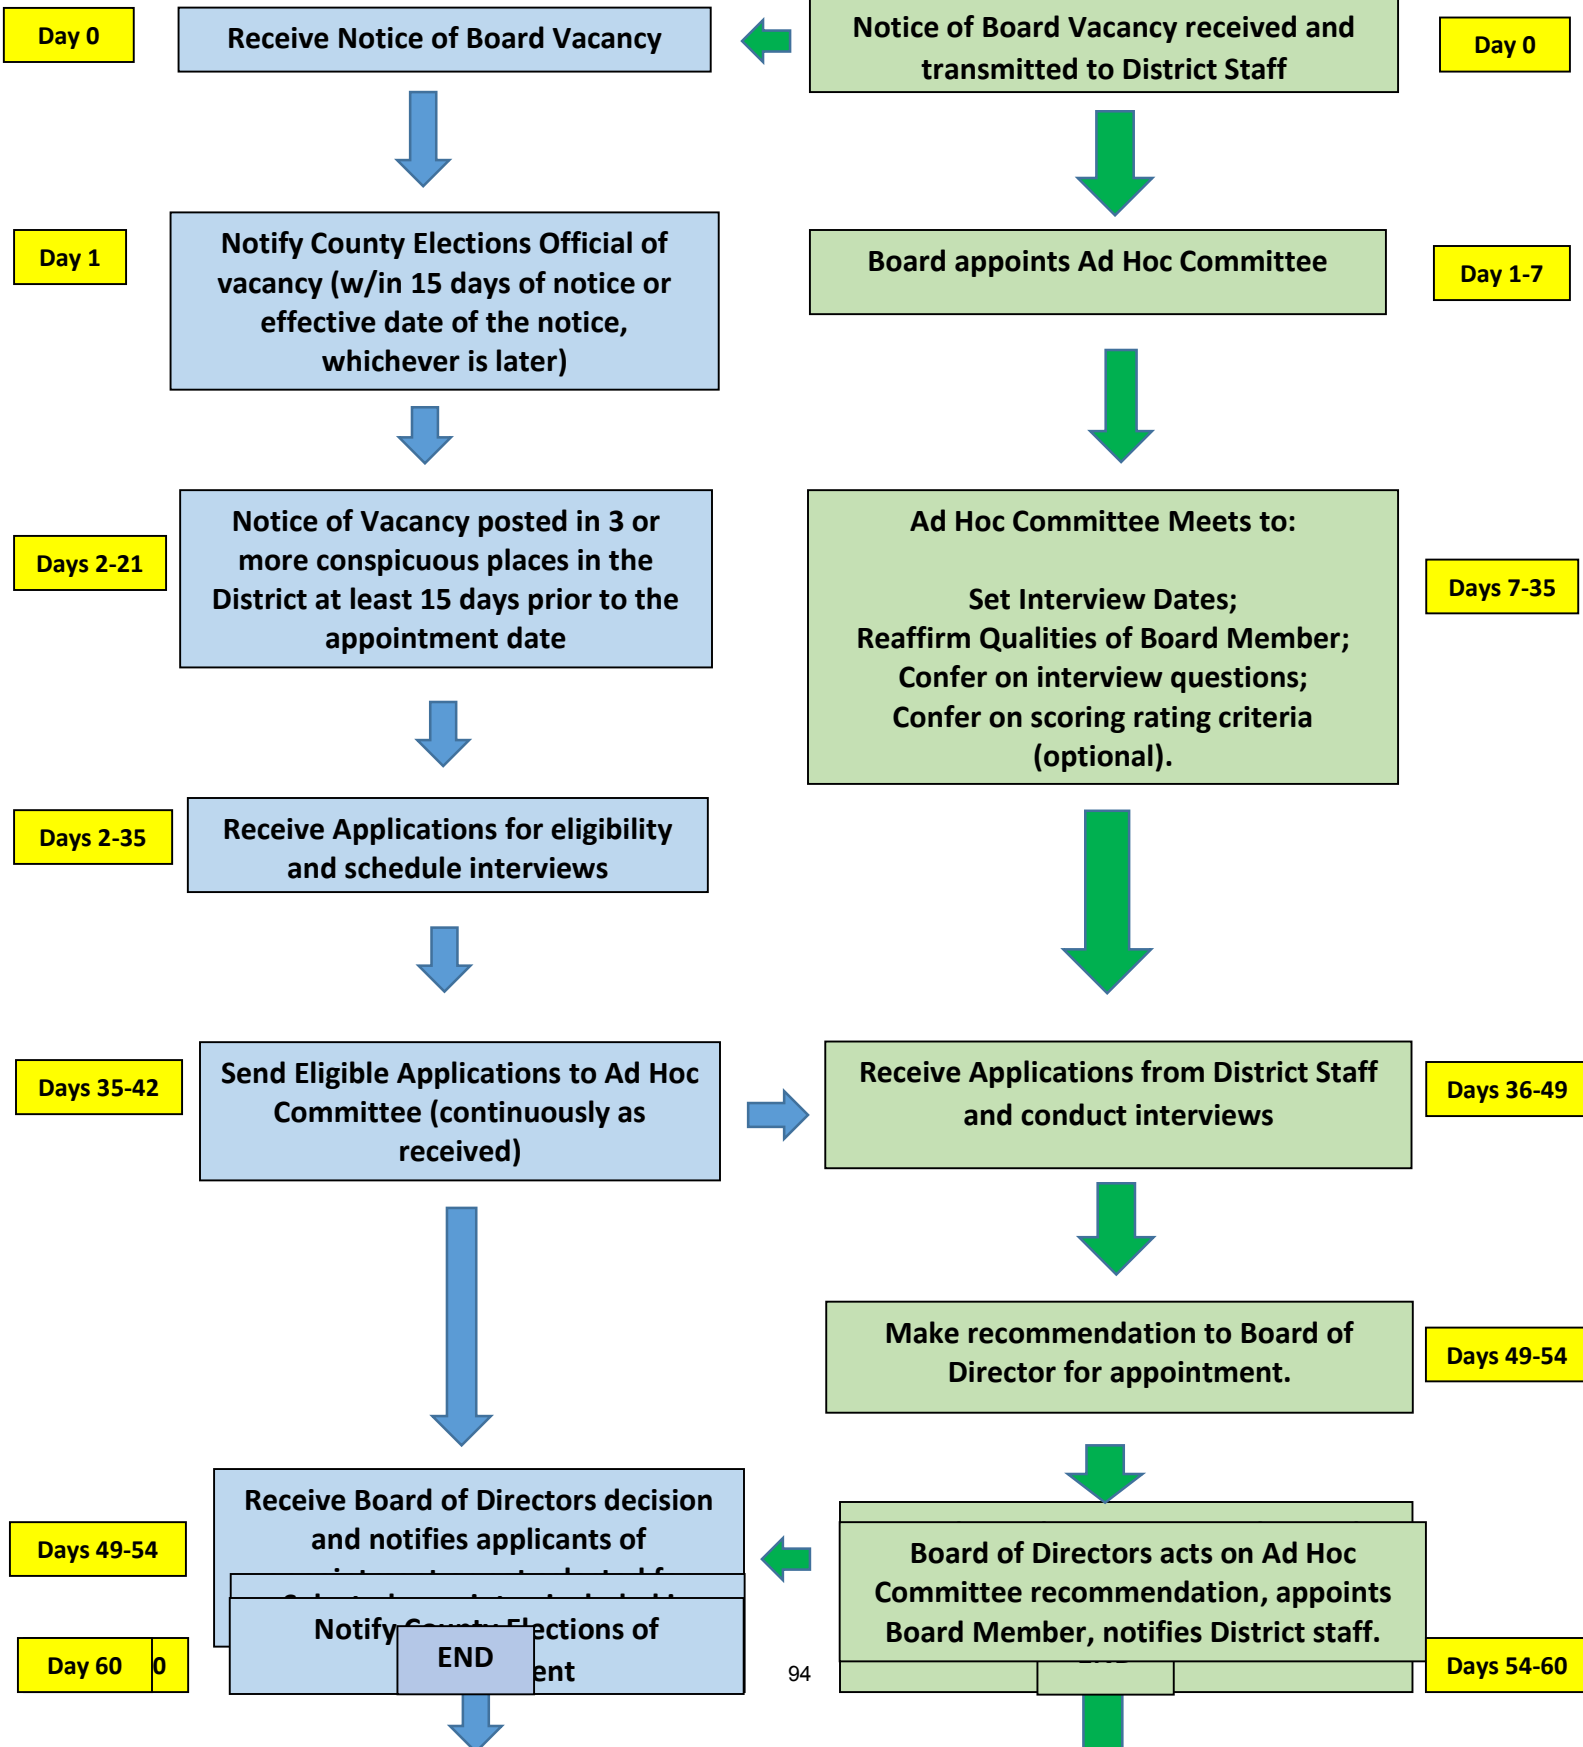 Day 0
Receive Notice of Board Vacancy
Notice of Board Vacancy received and
transmitted to District Staff
Day 0
Day 1
Notify County Elections Official of
vacancy (w/in 15 days of notice or
effective date of the notice,
whichever is later)
Board appoints Ad Hoc Committee
Day 1-7
Days 2-21
Notice of Vacancy posted in 3 or
more conspicuous places in the
District at least 15 days prior to the
appointment date
Ad Hoc Committee Meets to:
Set Interview Dates;
Reaffirm Qualities of Board Member;
Confer on interview questions;
Confer on scoring rating criteria
(optional).
Days 7-35
Days 2-35
Receive Applications for eligibility
and schedule interviews
Days 35-42
Send Eligible Applications to Ad Hoc
Committee (continuously as
received)
Receive Applications from District Staff
and conduct interviews
Days 36-49
Make recommendation to Board of
Director for appointment.
Days 49-54
Days 49-54
Receive Board of Directors decision
and notifies applicants of
Board of Directors acts on Ad Hoc
Committee recommendation, appoints
Board Member, notifies District staff.
Day 60
0
Notify County Elections of
ent
END
94
Days 54-60